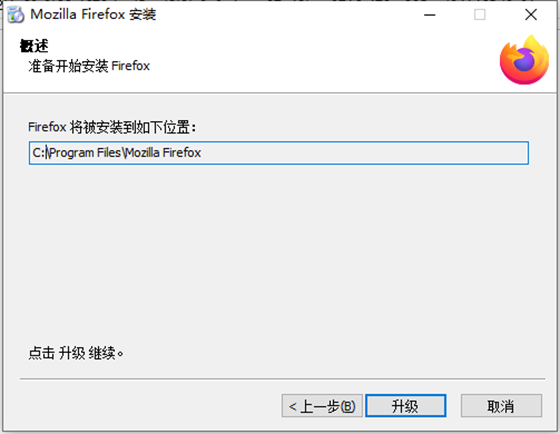 Mozilla Firefox 安装
概述
准备开始安装 Firefox
Firefox 将被安装到如下位置：
C:\Program Files\Mozilla Firefox
点击 升级 继续。
< 上一步(B)
升级
取消